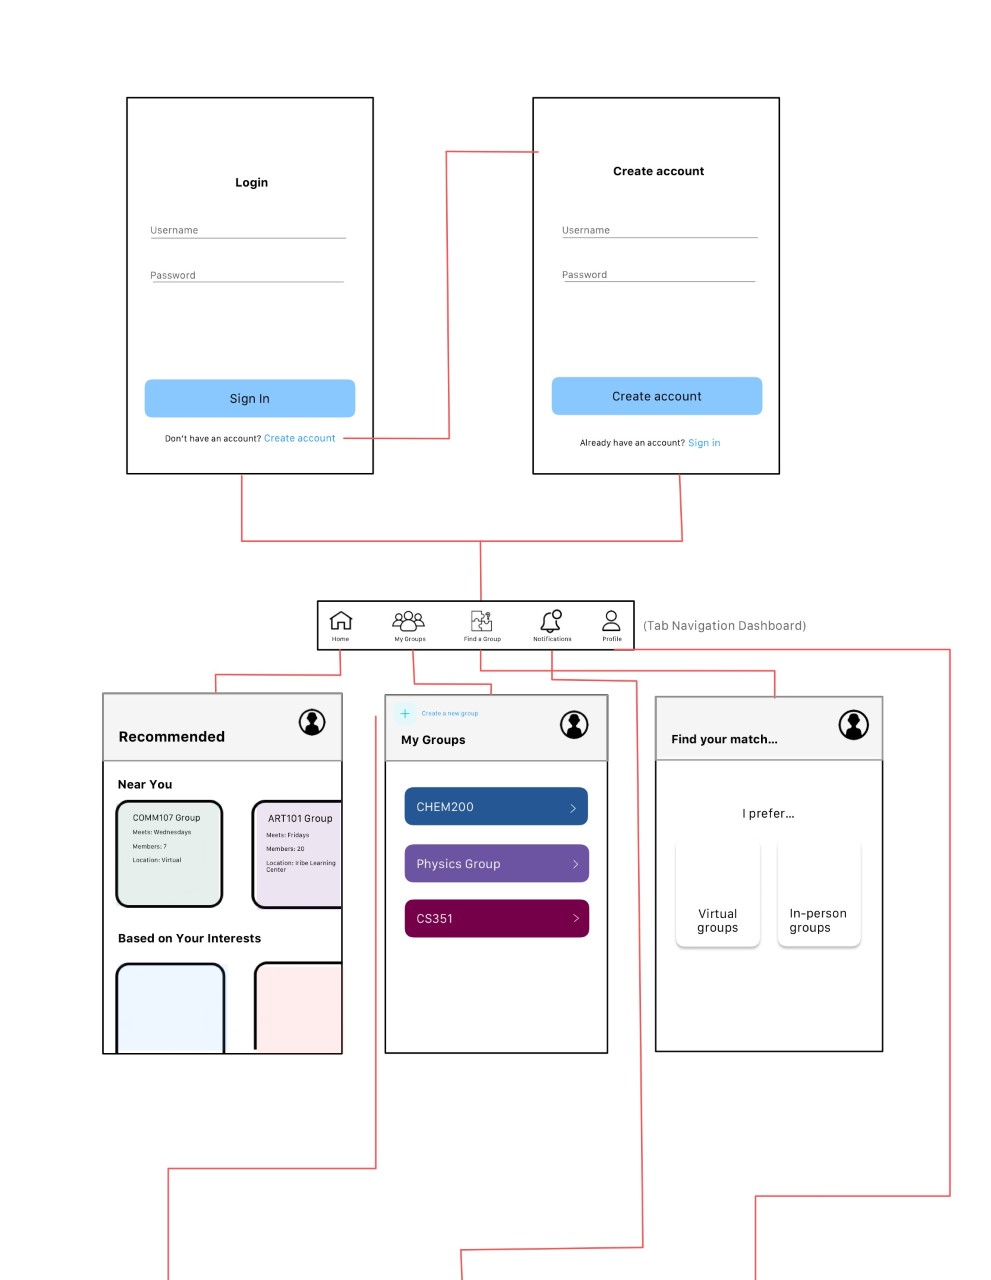 Login
Username
Password
Sign In
Don't have an account? Create account
Create account
Username
Password
Create account
Already have an account? Sign in
Home
My Groups
Find a Group
Notifications
Profile
(Tab Navigation Dashboard)
Recommended
Near You
COMM107 Group
Meets: Wednesdays
Members: 7
Location: Virtual
ART101 Group
Meets: Fridays
Members: 20
Location: Iribe Learning
Center
Based on Your Interests
Create a new group
My Groups
CHEM200
Physics Group
CS351
Find your match...
I prefer...
Virtual
groups
In-person
groups